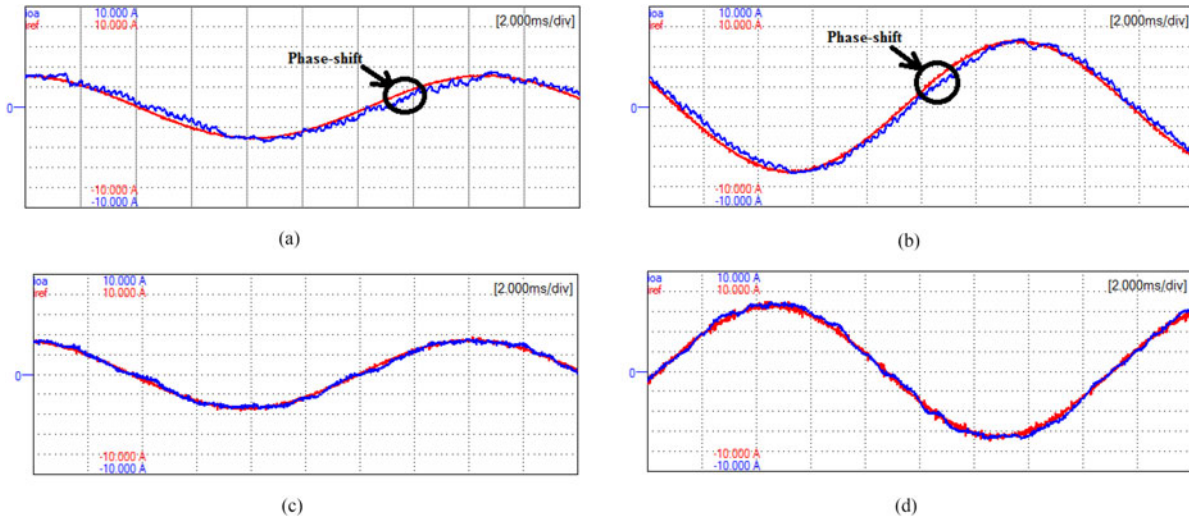 ioa 10.000 A
iref 10.000 A
[2.000ms/div]
Phase-shift
0
-10.000 A
-10.000 A
(a)
ioa 10.000 A
iref 10.000 A
[2.000ms/div]
Phase-shift
0
-10.000 A
-10.000 A
(b)
ioa 10.000 A
iref 10.000 A
[2.000ms/div]
0
-10.000 A
-10.000 A
(c)
ioa 10.000 A
iref 10.000 A
[2.000ms/div]
0
-10.000 A
-10.000 A
(d)